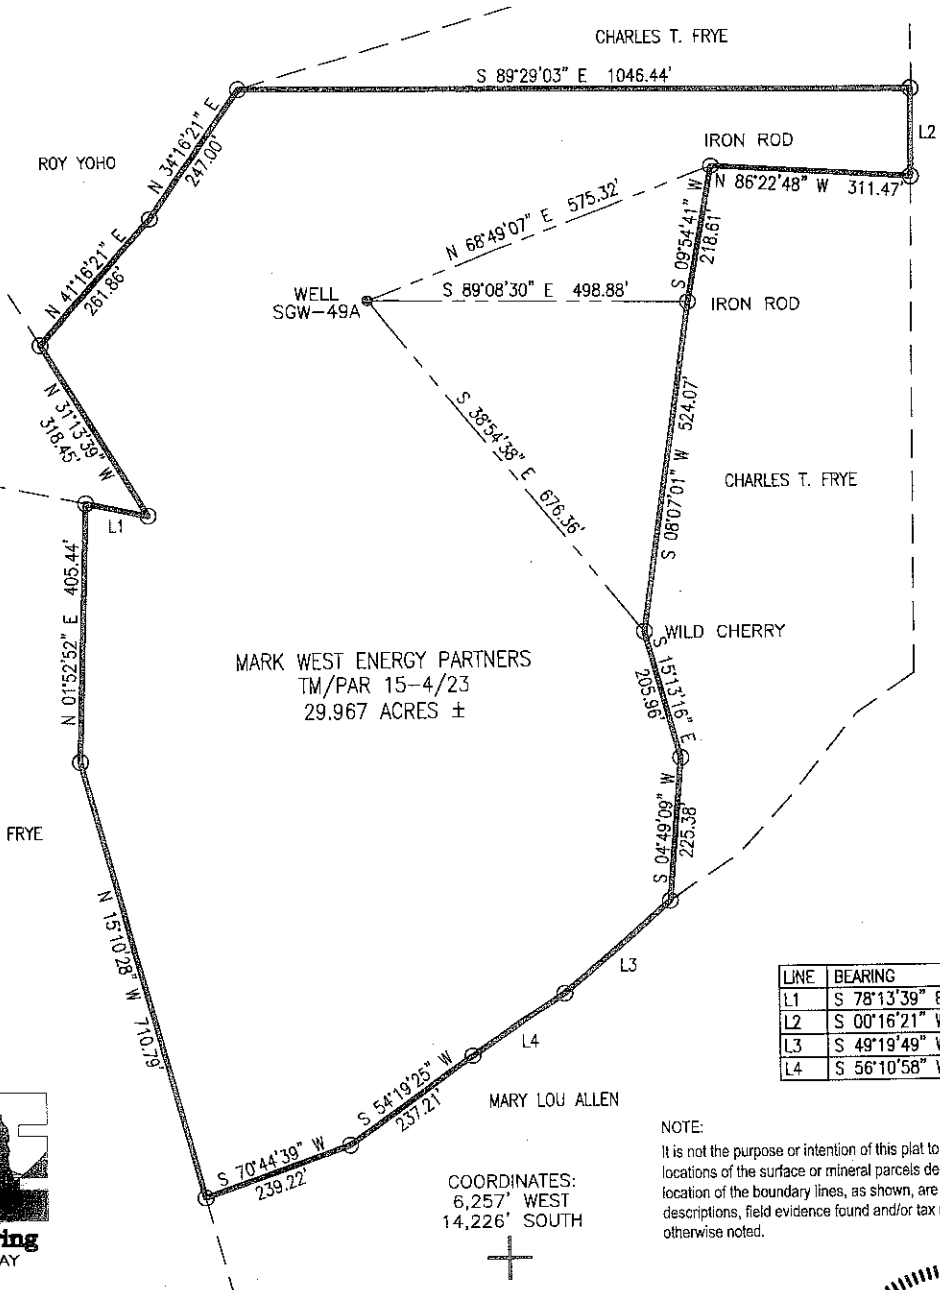 CHARLES T. FRYE
S 89°29'03" E 1046.44'
L2
IRON ROD
ROY YOHO
N 34°16'21" E
247.00'
N 86°22'48" W 311.47'
N 68°49'07" E 575.32'
S 09°54'41" W
218.61'
N 41°16'21" E
261.86'
WELL
SGW-49A
S 89°08'30" E 498.88'
IRON ROD
N 31°13'39" W
318.45'
S 38°54'38" E 676.36'
S 08°07'01" W 524.07'
CHARLES T. FRYE
L1
N 01°52'52" E 405.44'
WILD CHERRY
MARK WEST ENERGY PARTNERS
TM/PAR 15-4/23
29.967 ACRES ±
S 15°13'16" E
205.96'
FRYE
S 04°49'09" W
225.38'
N 15°10'28" W 710.79'
L3
L4
LINE BEARING
L1 S 78°13'39" E
L2 S 00°16'21" W
L3 S 49°19'49" W
L4 S 56°10'58" W
S 54°19'25" W
237.21'
MARY LOU ALLEN
S 70°44'39" W
239.22'
COORDINATES:
6,257' WEST
14,226' SOUTH
NOTE:
It is not the purpose or intention of this plat to
locations of the surface or mineral parcels de
location of the boundary lines, as shown, are
descriptions, field evidence found and/or tax
otherwise noted.
ring
AY